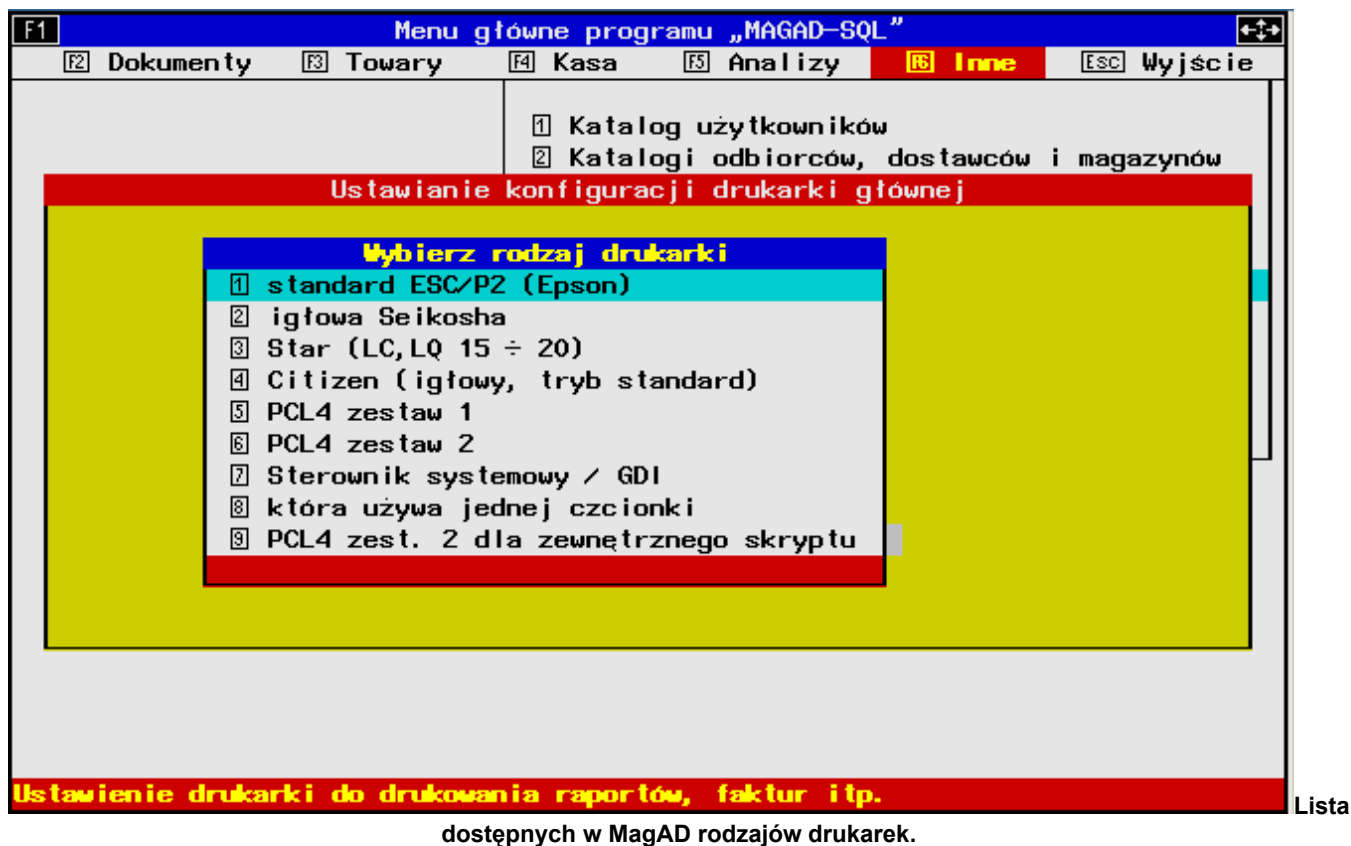 F1 Menu główne programu „MAGAD-SQL”
F2 Dokumenty F3 Towary F4 Kasa F5 Analizy F6 Inne ESC Wyjście
1 Katalog użytkowników
2 Katalogi odbiorców, dostawców i magazynów
Ustawianie konfiguracji drukarki głównej
Wybierz rodzaj drukarki
1 standard ESC/P2 (Epson)
2 igłowa Seikosha
3 Star (LC,LQ 15 ÷ 20)
4 Citizen (igłowy, tryb standard)
5 PCL4 zestaw 1
6 PCL4 zestaw 2
7 Sterownik systemowy / GDI
8 która używa jednej czcionki
9 PCL4 zest. 2 dla zewnętrznego skryptu
Ustawienie drukarki do drukowania raportów, faktur itp.
Lista
dostępnych w MagAD rodzajów drukarek.